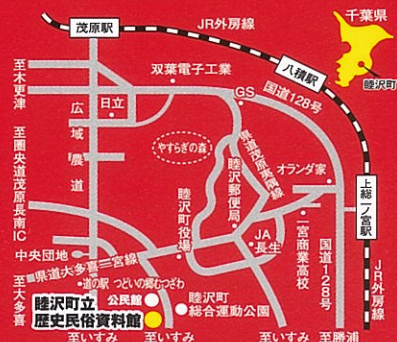 千葉県
睦沢町
JR外房線
茂原駅
八積駅
双葉電子工業
日立
GS
国道128号
至木更津
広域農道
やすらぎの森
県道茂原夷隅線
オランダ家
至圏央道茂原長南IC
睦沢町役場
睦沢郵便局
上総一ノ宮駅
JA長生
一宮商業高校
国道128号
JR外房線
中央団地
県道大多喜一宮線
道の駅 つどいの郷むつざわ
至大多喜
公民館
睦沢町総合運動公園
睦沢町立
歴史民俗資料館
至いすみ
至いすみ
至いすみ
至勝浦